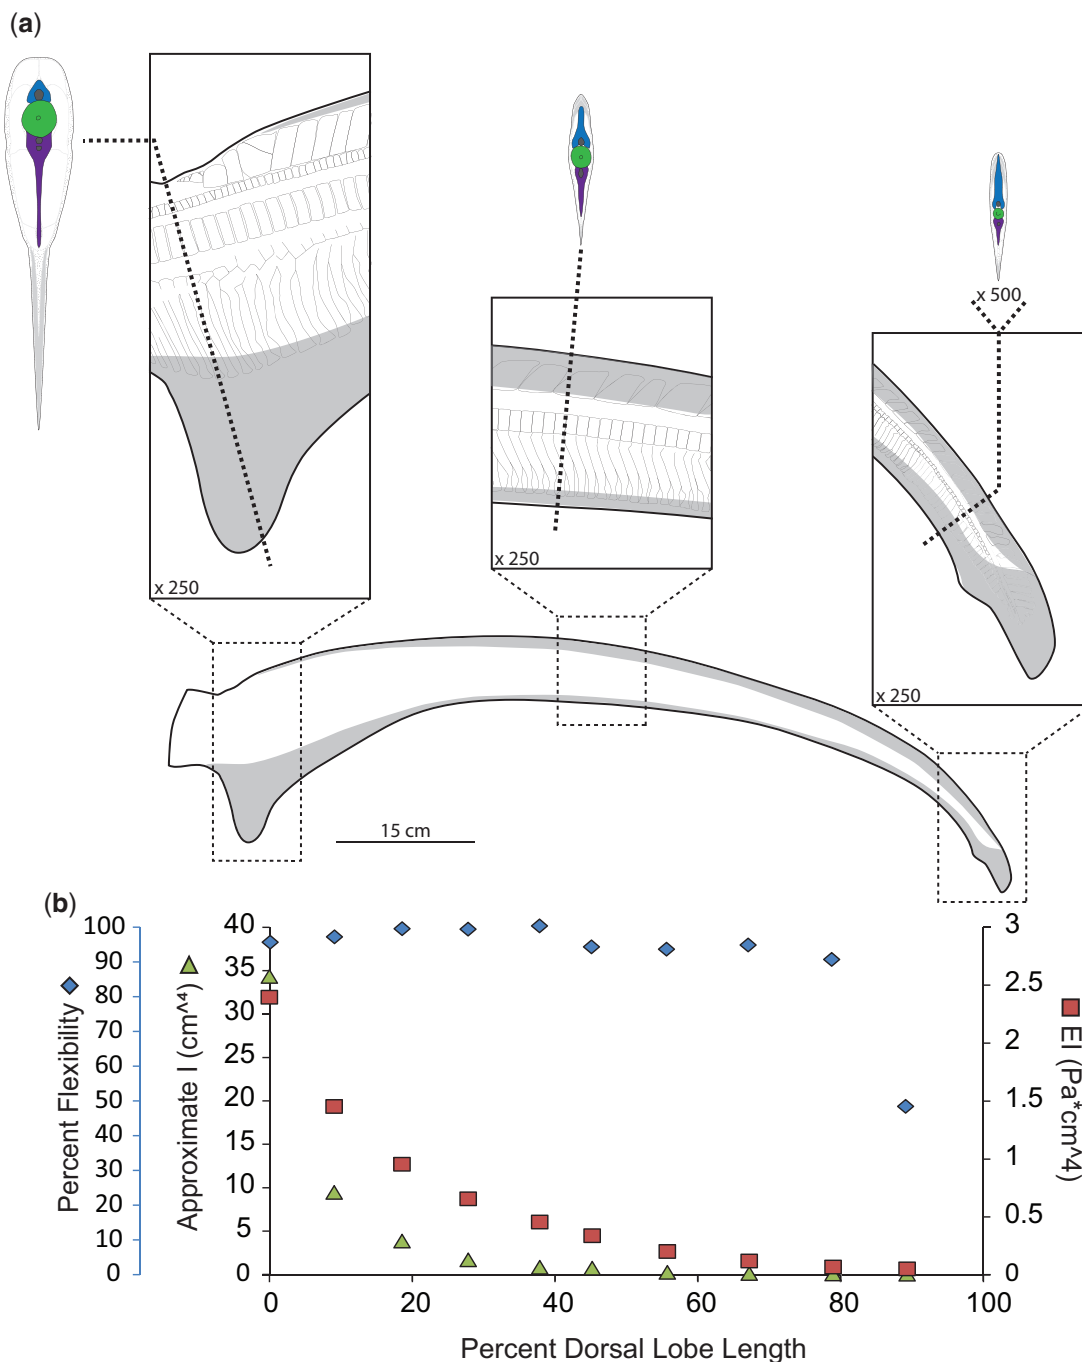 (a)
x 500
x 250
x 250
x 250
15 cm
(b)
Percent Flexibility
100
90
80
70
60
50
40
30
20
10
0
Approximate I (cm^⁴)
40
35
30
25
20
15
10
5
0
3
2.5
2
1.5
1
0.5
0
EI (Pa*cm^4)
0 20 40 60 80 100
Percent Dorsal Lobe Length